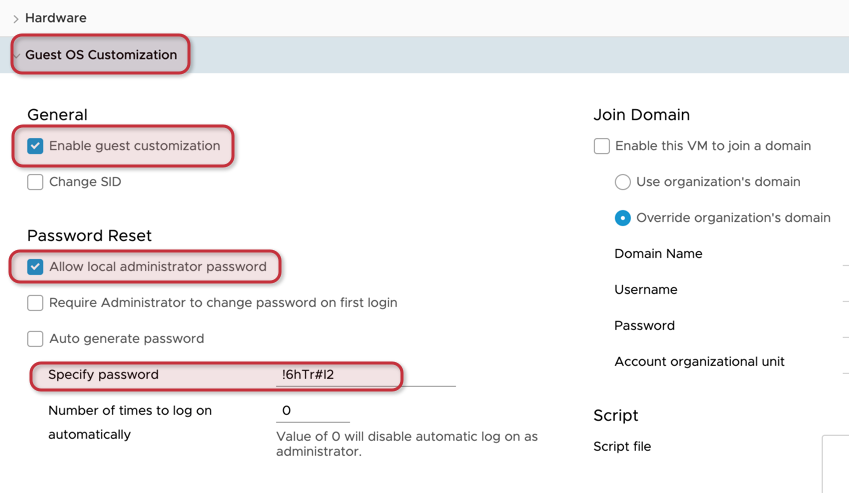 Hardware
Guest OS Customization
General
Enable guest customization
Change SID
Password Reset
Allow local administrator password
Require Administrator to change password on first login
Auto generate password
Specify password !6hTr#I2
Number of times to log on
automatically
0
Value of 0 will disable automatic log on as
administrator.
Join Domain
Enable this VM to join a domain
Use organization's domain
Override organization's domain
Domain Name
Username
Password
Account organizational unit
Script
Script file